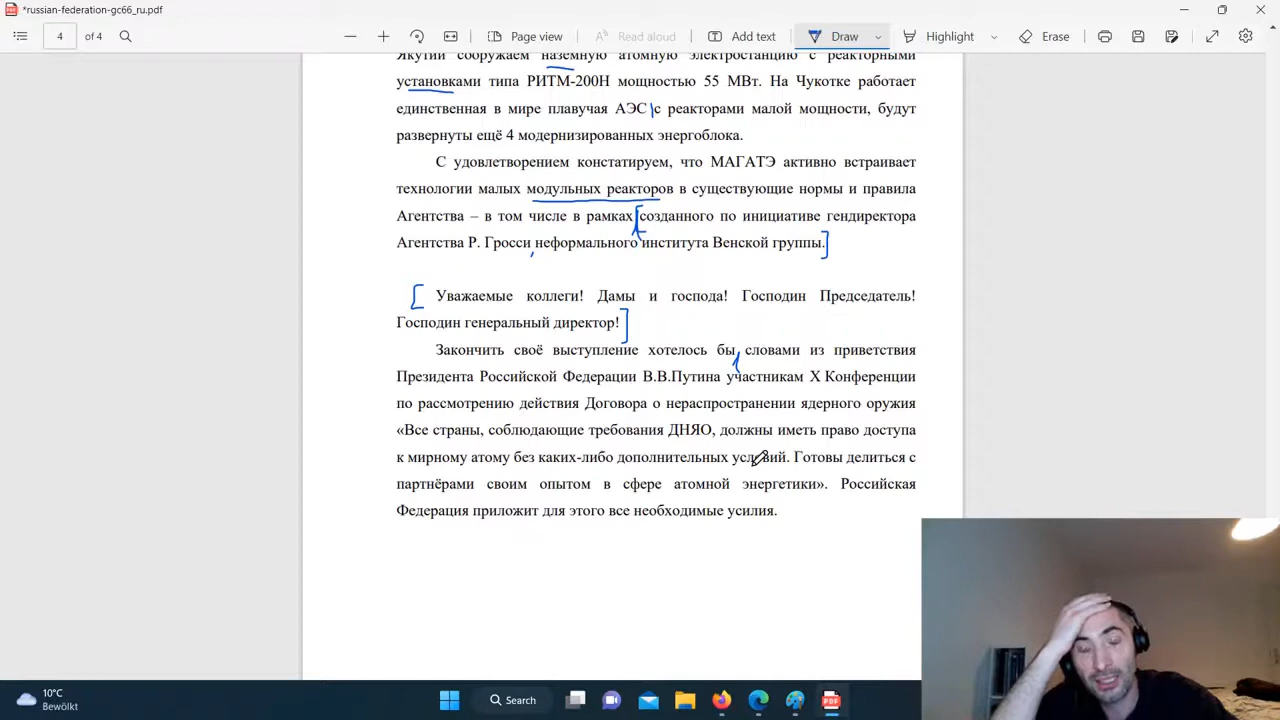 *russian-federation-gc66_ru.pdf
4 of 4 Page view Read aloud Add text Draw Highlight Erase
Якутии сооружаем наземную атомную электростанцию с реакторными
установками типа РИТМ-200Н мощностью 55 МВт. На Чукотке работает
единственная в мире плавучая АЭС с реакторами малой мощности, будут
развернуты ещё 4 модернизированных энергоблока.
С удовлетворением констатируем, что МАГАТЭ активно встраивает
технологии малых модульных реакторов в существующие нормы и правила
Агентства – в том числе в рамках созданного по инициативе гендиректора
Агентства Р. Гросси неформального института Венской группы.
Уважаемые коллеги! Дамы и господа! Господин Председатель!
Господин генеральный директор!
Закончить своё выступление хотелось бы словами из приветствия
Президента Российской Федерации В.В.Путина участникам X Конференции
по рассмотрению действия Договора о нераспространении ядерного оружия
«Все страны, соблюдающие требования ДНЯО, должны иметь право доступа
к мирному атому без каких-либо дополнительных условий. Готовы делиться с
партнёрами своим опытом в сфере атомной энергетики». Российская
Федерация приложит для этого все необходимые усилия.
10°C
Bewölkt
Search
PDF